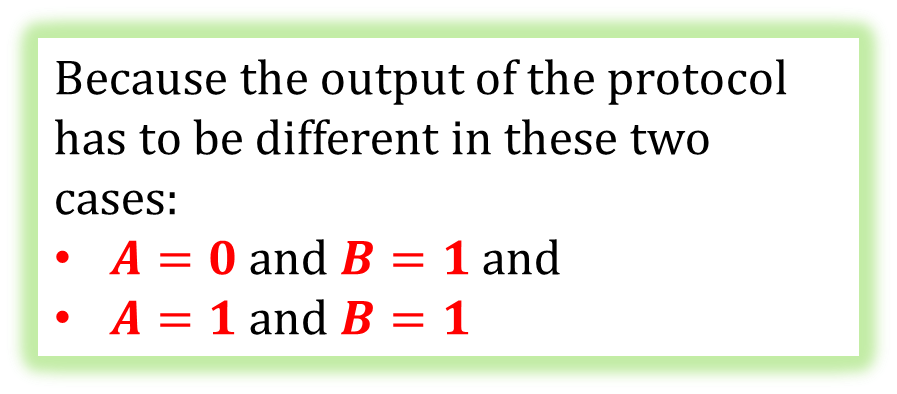 Because the output of the protocol
has to be different in these two
cases:
• A = 0 and B = 1 and
• A = 1 and B = 1